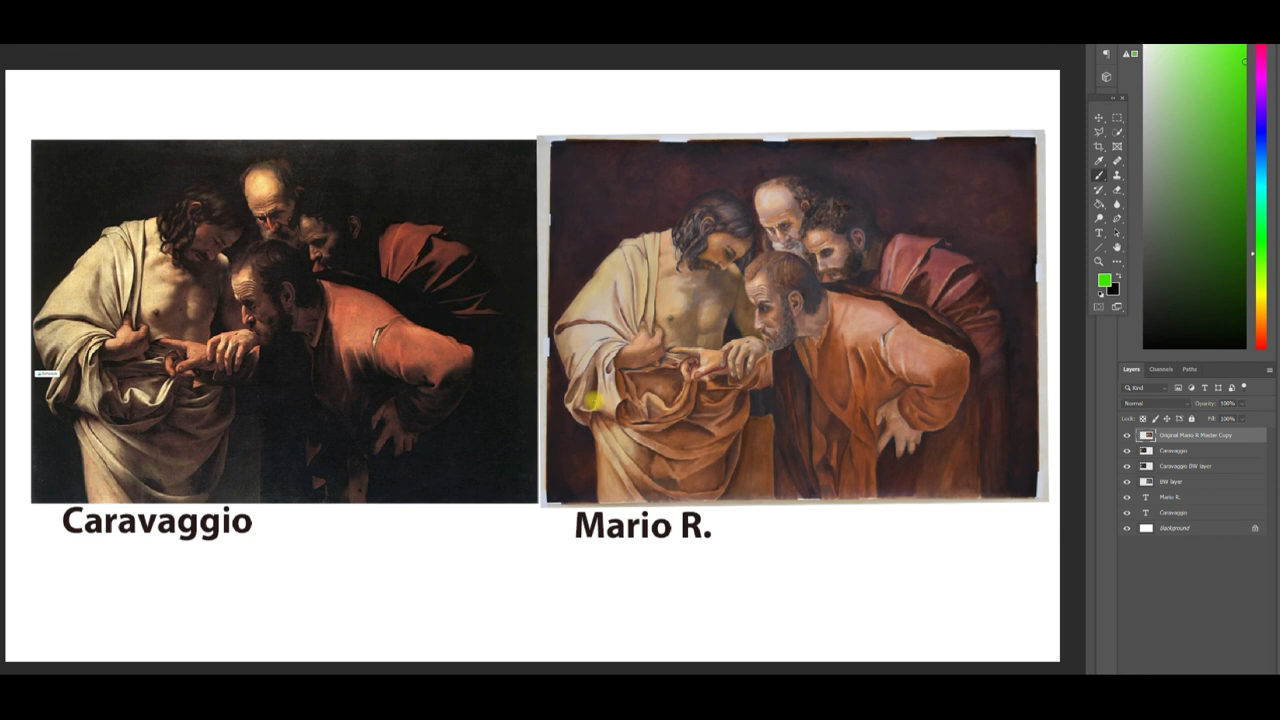 Layers Channels Paths
Kind
Normal Opacity: 100%
Lock: Fill: 100%
Original Mario R Master Copy
Caravaggio
Caravaggio BW layer
BW layer
Mario R.
Caravaggio
Background
Caravaggio
Mario R.